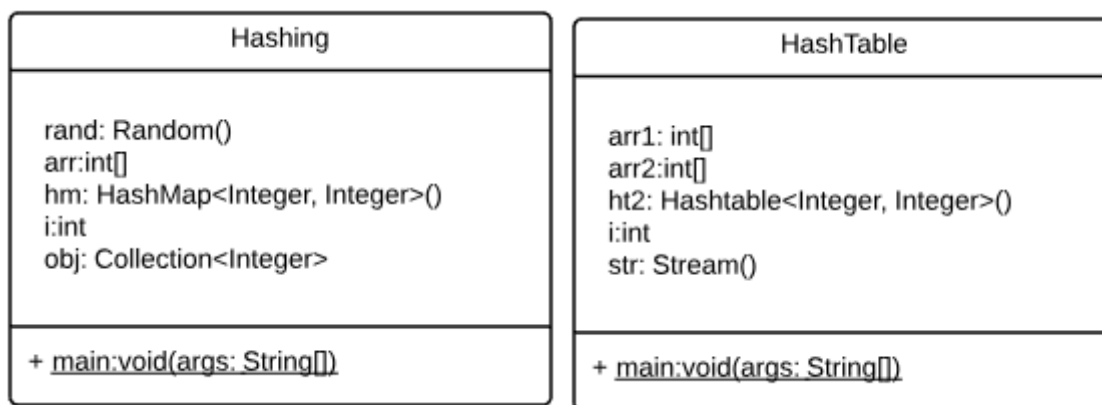 Hashing
rand: Random()
arr:int[]
hm: HashMap<Integer, Integer>()
i:int
obj: Collection<Integer>
+ main:void(args: String[])
HashTable
arr1: int[]
arr2:int[]
ht2: Hashtable<Integer, Integer>()
i:int
str: Stream()
+ main:void(args: String[])